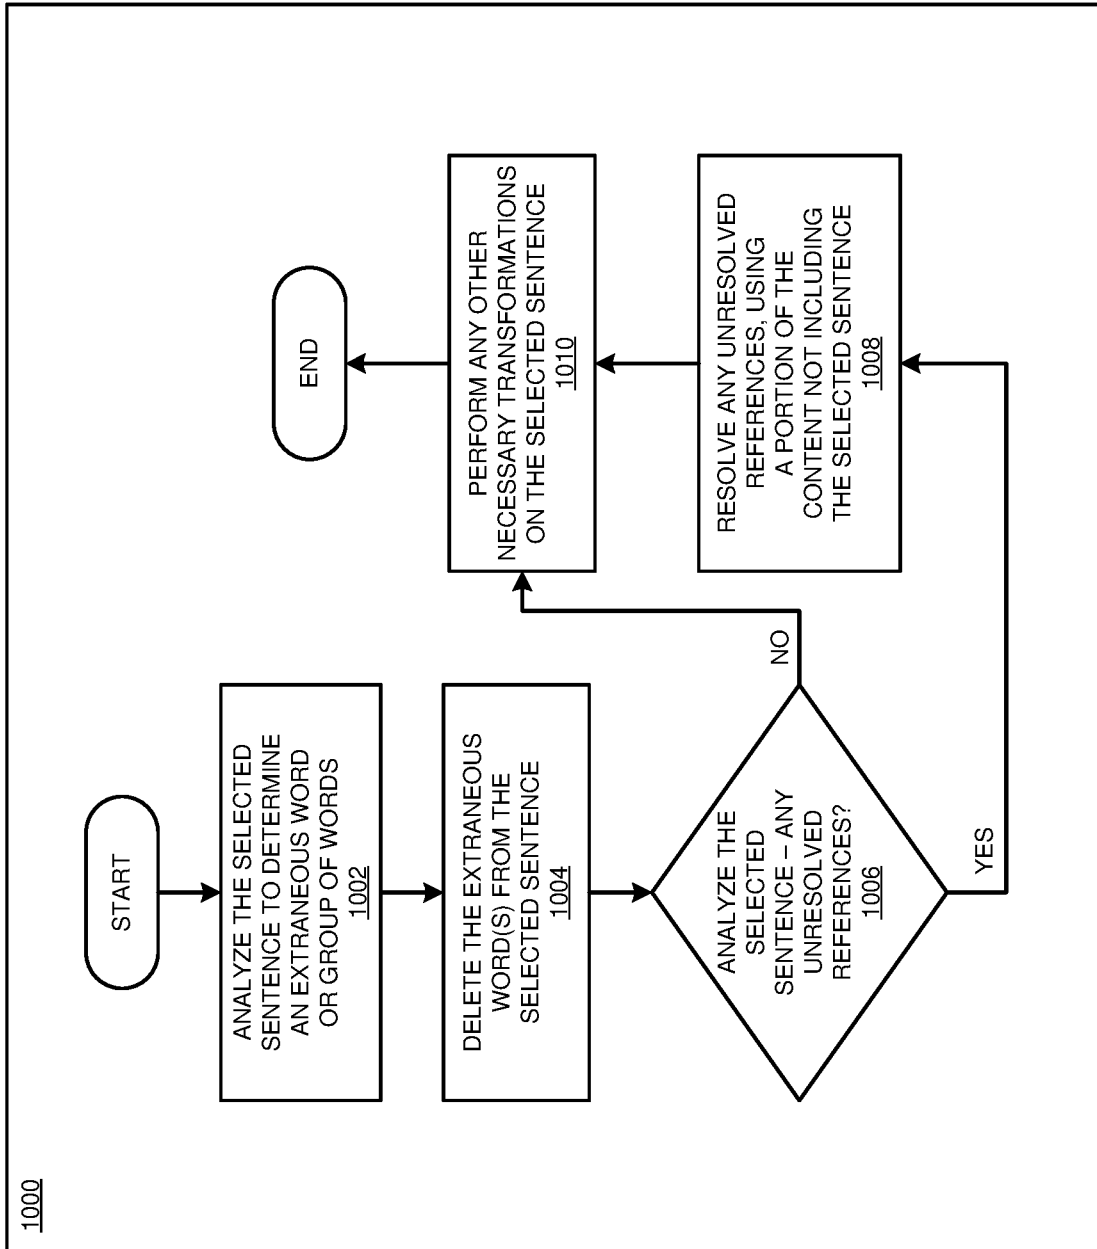 1000
START
ANALYZE THE SELECTED
SENTENCE TO DETERMINE
AN EXTRANEOUS WORD
OR GROUP OF WORDS
1002
DELETE THE EXTRANEOUS
WORD(S) FROM THE
SELECTED SENTENCE
1004
ANALYZE THE
SELECTED
SENTENCE – ANY
UNRESOLVED
REFERENCES?
1006
NO
YES
RESOLVE ANY UNRESOLVED
REFERENCES, USING
A PORTION OF THE
CONTENT NOT INCLUDING
THE SELECTED SENTENCE
1008
PERFORM ANY OTHER
NECESSARY TRANSFORMATIONS
ON THE SELECTED SENTENCE
1010
END